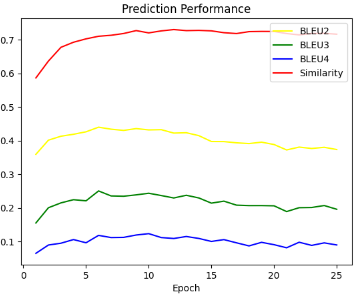 Prediction Performance
BLEU2
BLEU3
BLEU4
Similarity
0.7
0.6
0.5
0.4
0.3
0.2
0.1
0 5 10 15 20 25
Epoch